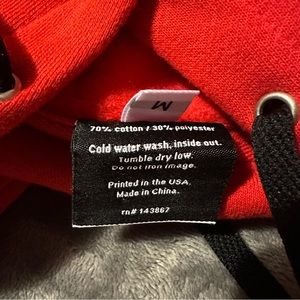 M
70% cotton / 30% polyester
Cold water wash, inside out.
Tumble dry low.
Do not iron image.
Printed in the USA.
Made in China.
rn# 143867